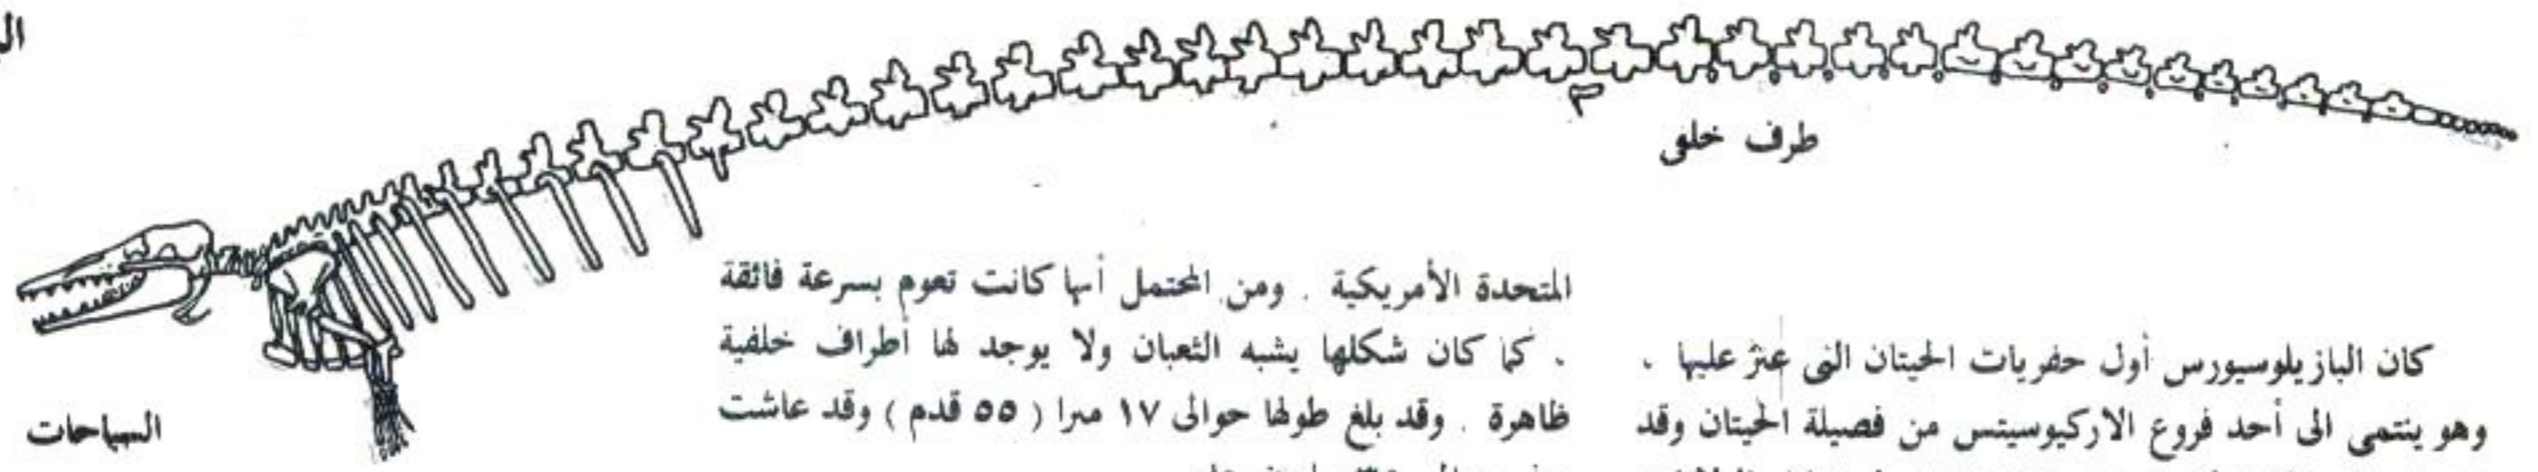 طرف خلفى
السباحات
كان البازيلوسيورس أول حفريات الحيتان التى عثر عليها .
وهو ينتمى الى أحد فروع الاركيوسيتس من فصيلة الحيتان وقد
المتحدة الأمريكية . ومن المحتمل أنها كانت تعوم بسرعة فائقة
. كما كان شكلها يشبه الثعبان ولا يوجد لها أطراف خلفية
ظاهرة . وقد بلغ طولها حوالى ١٧ مترا ( ٥٥ قدم ) وقد عاشت